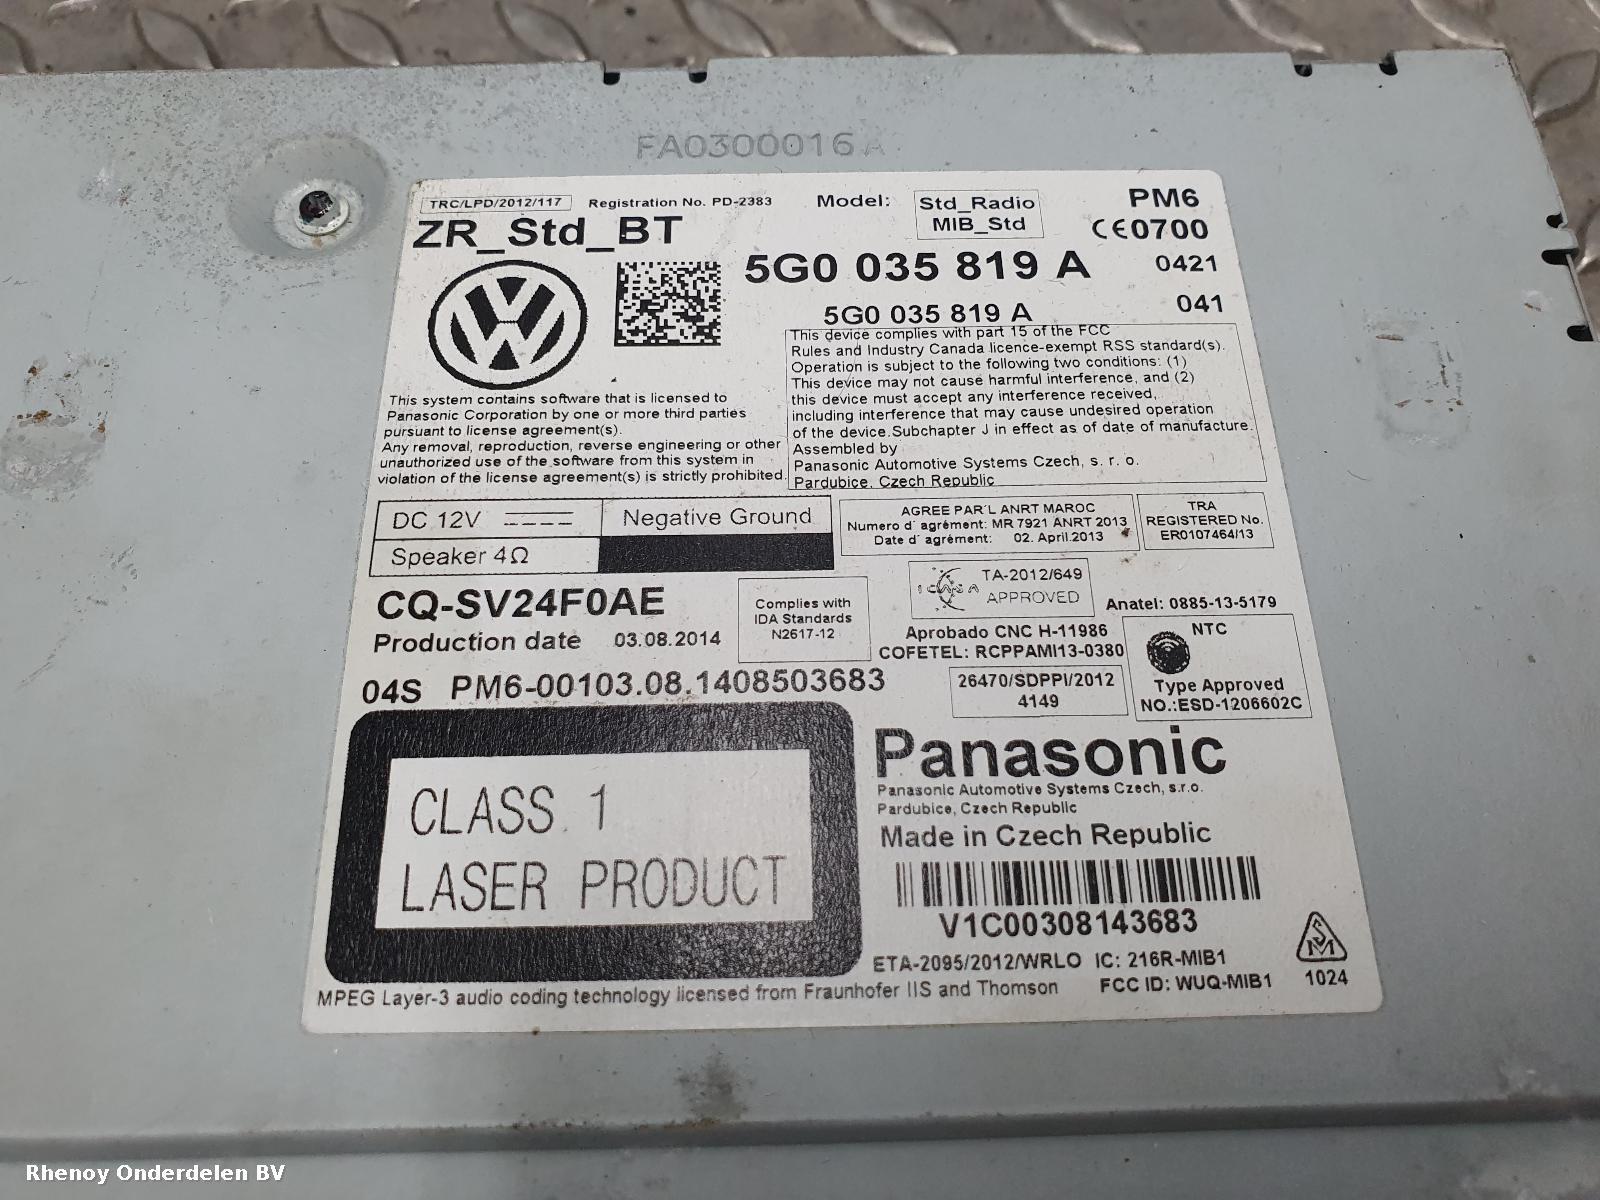 FA0300016 A
TRC/LPD/2012/117 Registration No. PD-2383 Model: Std_Radio PM6
ZR_Std_BT MIB_Std CE0700
5G0 035 819 A 0421
5G0 035 819 A 041
This device complies with part 15 of the FCC
Rules and Industry Canada licence-exempt RSS standard(s).
Operation is subject to the following two conditions: (1)
This device may not cause harmful interference, and (2)
this device must accept any interference received,
including interference that may cause undesired operation
of the device.Subchapter J in effect as of date of manufacture.
Assembled by
Panasonic Automotive Systems Czech, s. r. o.
Pardubice, Czech Republic
This system contains software that is licensed to
Panasonic Corporation by one or more third parties
pursuant to license agreement(s).
Any removal, reproduction, reverse engineering or other
unauthorized use of the software from this system in
violation of the license agreement(s) is strictly prohibited.
DC 12V Negative Ground
Speaker 4Ω
AGREE PAR'L ANRT MAROC
Numero d' agrément: MR 7921 ANRT 2013
Date d' agrément: 02. April.2013
TRA
REGISTERED No.
ER0107464/13
CQ-SV24F0AE
Production date 03.08.2014
Complies with
IDA Standards
N2617-12
ICASA TA-2012/649
APPROVED
Anatel: 0885-13-5179
Aprobado CNC H-11986
COFETEL: RCPPAMI13-0380
NTC
Type Approved
NO.:ESD-1206602C
04S PM6-00103.08.1408503683
26470/SDPPI/2012
4149
CLASS 1
LASER PRODUCT
Panasonic
Panasonic Automotive Systems Czech, s.r.o.
Pardubice, Czech Republic
Made in Czech Republic
V1C00308143683
ETA-2095/2012/WRLO IC: 216R-MIB1
FCC ID: WUQ-MIB1
SM
1024
MPEG Layer-3 audio coding technology licensed from Fraunhofer IIS and Thomson
Rhenoy Onderdelen BV